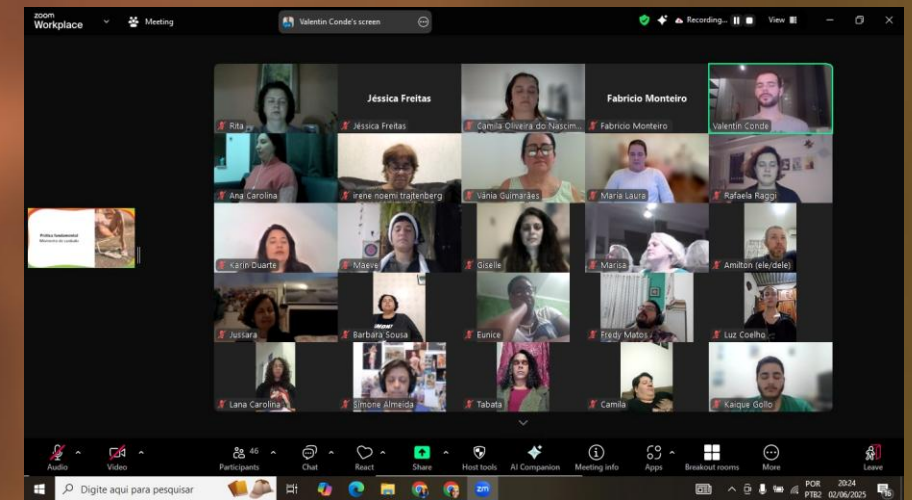 zoom
Workplace
Meeting
Valentin Conde's screen
Recording...
View
Rita
Jéssica Freitas
Jéssica Freitas
Camila Oliveira do Nascim...
Fabricio Monteiro
Fabricio Monteiro
Valentin Conde
Ana Carolina
irene noemi trajtenberg
Vânia Guimarães
María Laura
Rafaela Raggi
Prática fundamental
Karin Duarte
Maeve
Giselle
Marisa
Amilton (ele/dele)
Jussara
Barbara Sousa
Eunice
Fredy Matos
Luz Coelho
Lana Carolina
Simone Almeida
Tabata
Camila
Kaique Gollo
Audio
Video
46
Participants
Chat
React
Share
Host tools
AI Companion
Meeting info
Apps
Breakout rooms
More
Leave
Digite aqui para pesquisar
zm
POR
PTB2
20:24
02/06/2025